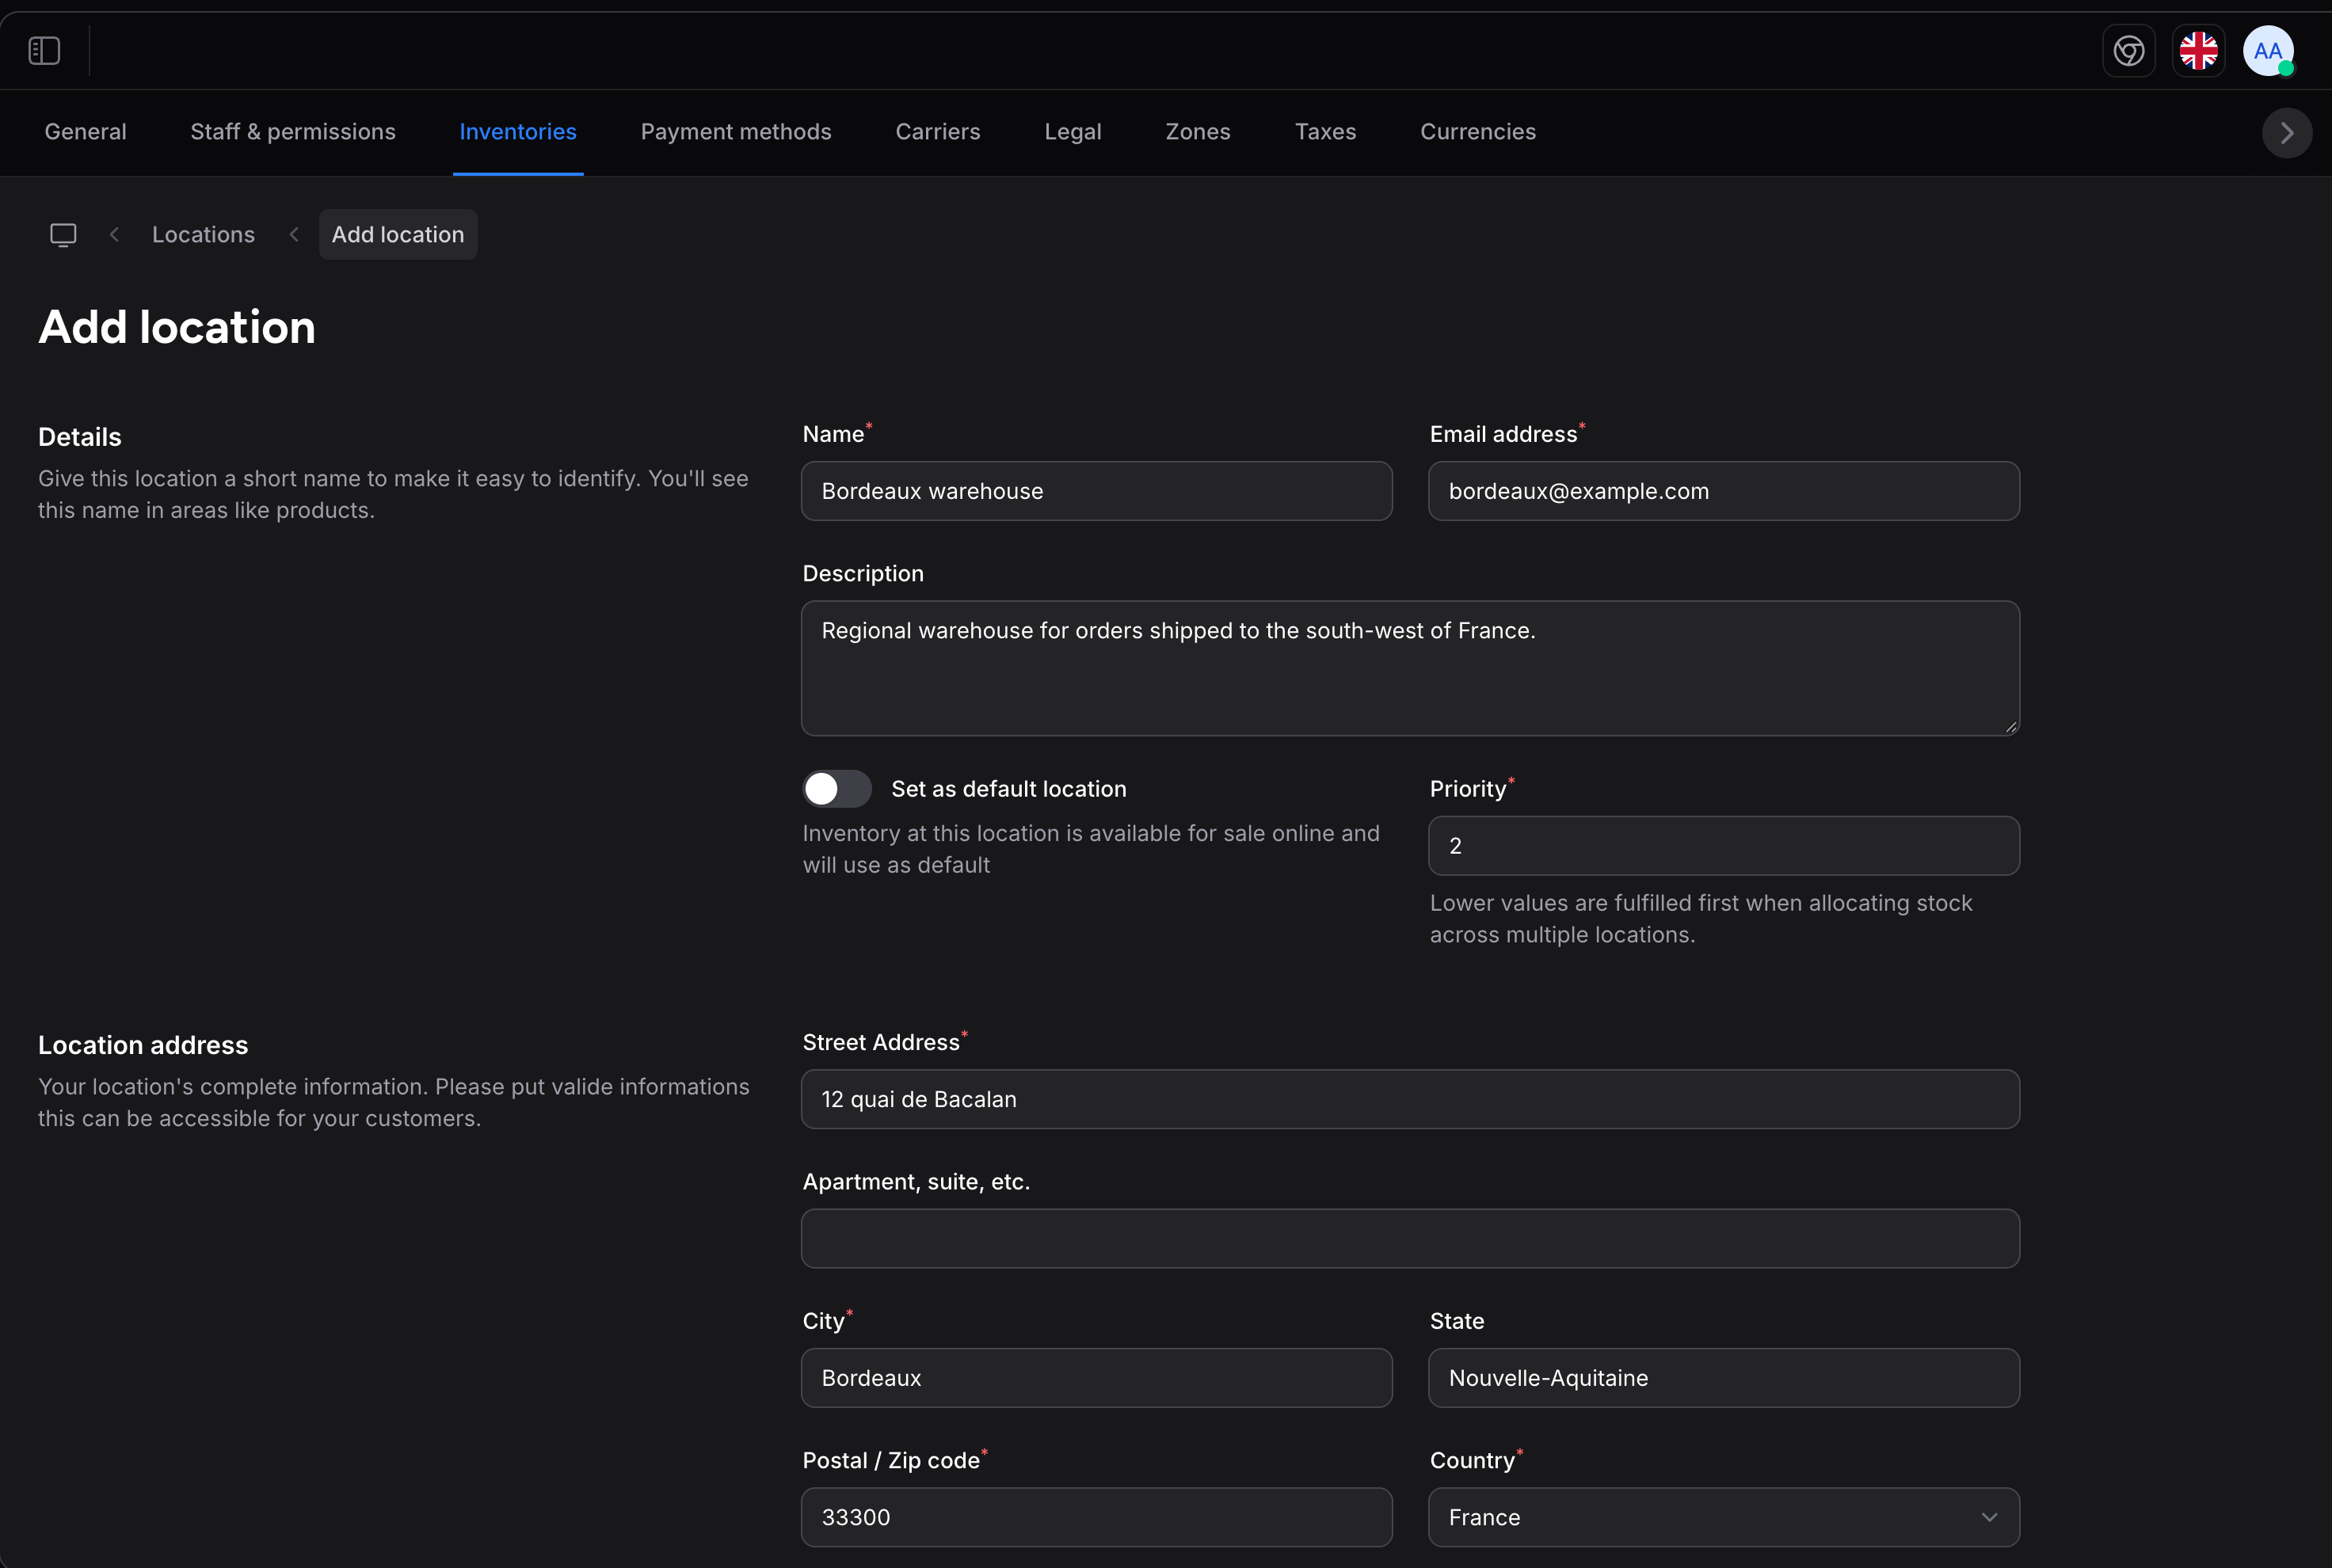 AA
General Staff & permissions Inventories Payment methods Carriers Legal Zones Taxes Currencies
Locations Add location
Add location
Details
Give this location a short name to make it easy to identify. You'll see
this name in areas like products.
Name*
Bordeaux warehouse
Email address*
bordeaux@example.com
Description
Regional warehouse for orders shipped to the south-west of France.
Set as default location
Inventory at this location is available for sale online and
will use as default
Priority*
2
Lower values are fulfilled first when allocating stock
across multiple locations.
Location address
Your location's complete information. Please put valide informations
this can be accessible for your customers.
Street Address*
12 quai de Bacalan
Apartment, suite, etc.
City*
Bordeaux
State
Nouvelle-Aquitaine
Postal / Zip code*
33300
Country*
France